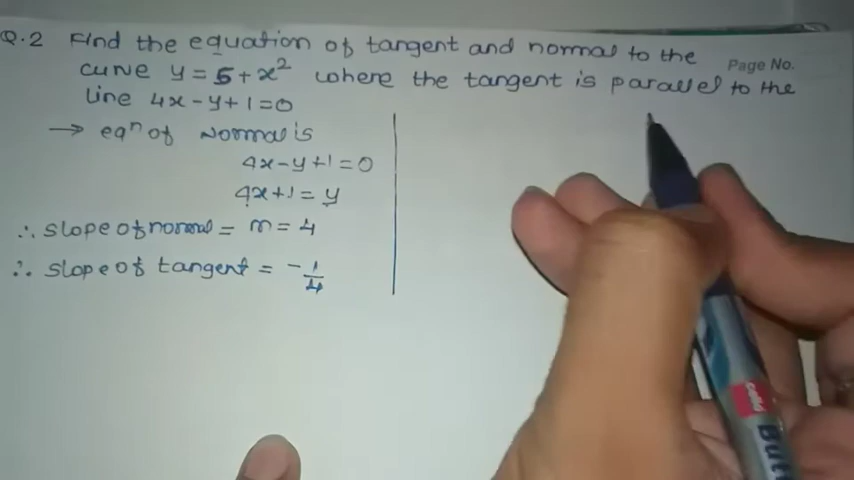 Q.2 Find the equation of tangent and normal to the
Page No.
curve y = 5 + x² where the tangent is parallel to the
line 4x - y + 1 = 0
→ eqⁿ of Normal is
4x - y + 1 = 0
4x + 1 = y
∴ slope of normal = m = 4
∴ slope of tangent = - 1/4
cello
Butt